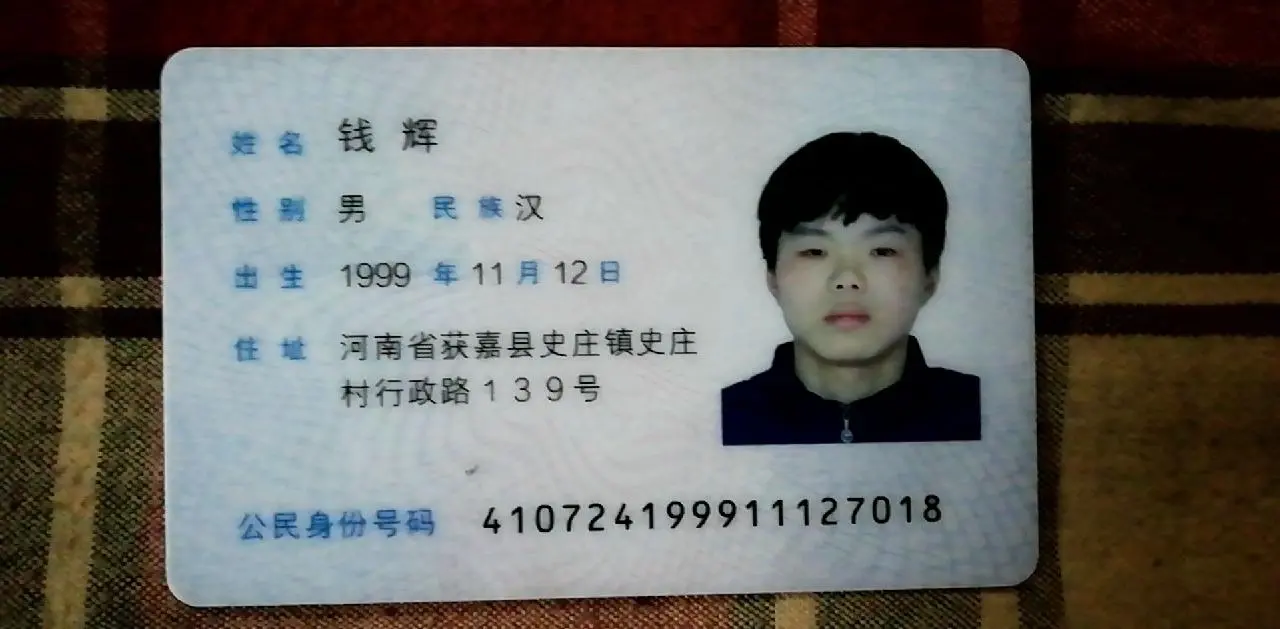 姓名 钱辉
性别 男 民族 汉
出生 1999 年 11 月 12 日
住址 河南省获嘉县史庄镇史庄
村行政路139号
公民身份号码 410724199911127018